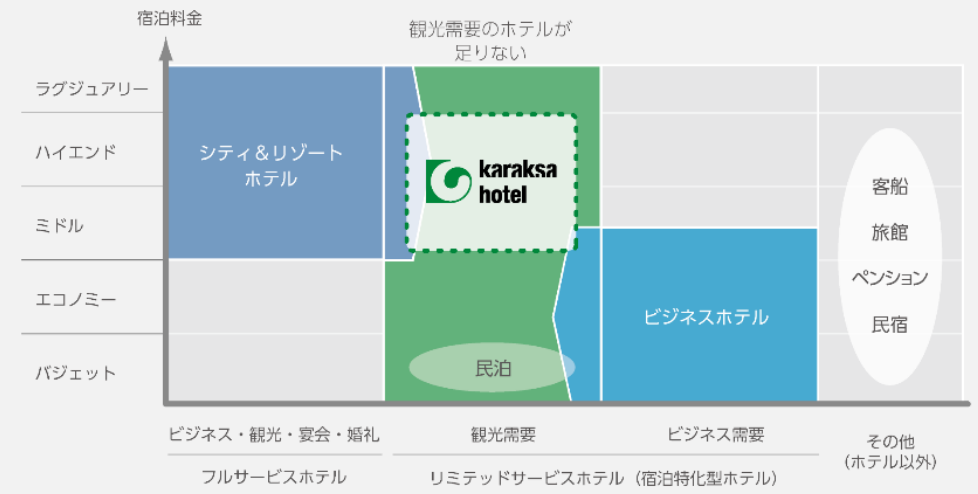 宿泊料金
観光需要のホテルが
足りない
ラグジュアリー
ハイエンド
ミドル
エコノミー
バジェット
シティ＆リゾート
ホテル
karaksa
hotel
ビジネスホテル
民泊
客船
旅館
ペンション
民宿
ビジネス・観光・宴会・婚礼
観光需要
ビジネス需要
その他
(ホテル以外)
フルサービスホテル
リミテッドサービスホテル（宿泊特化型ホテル）